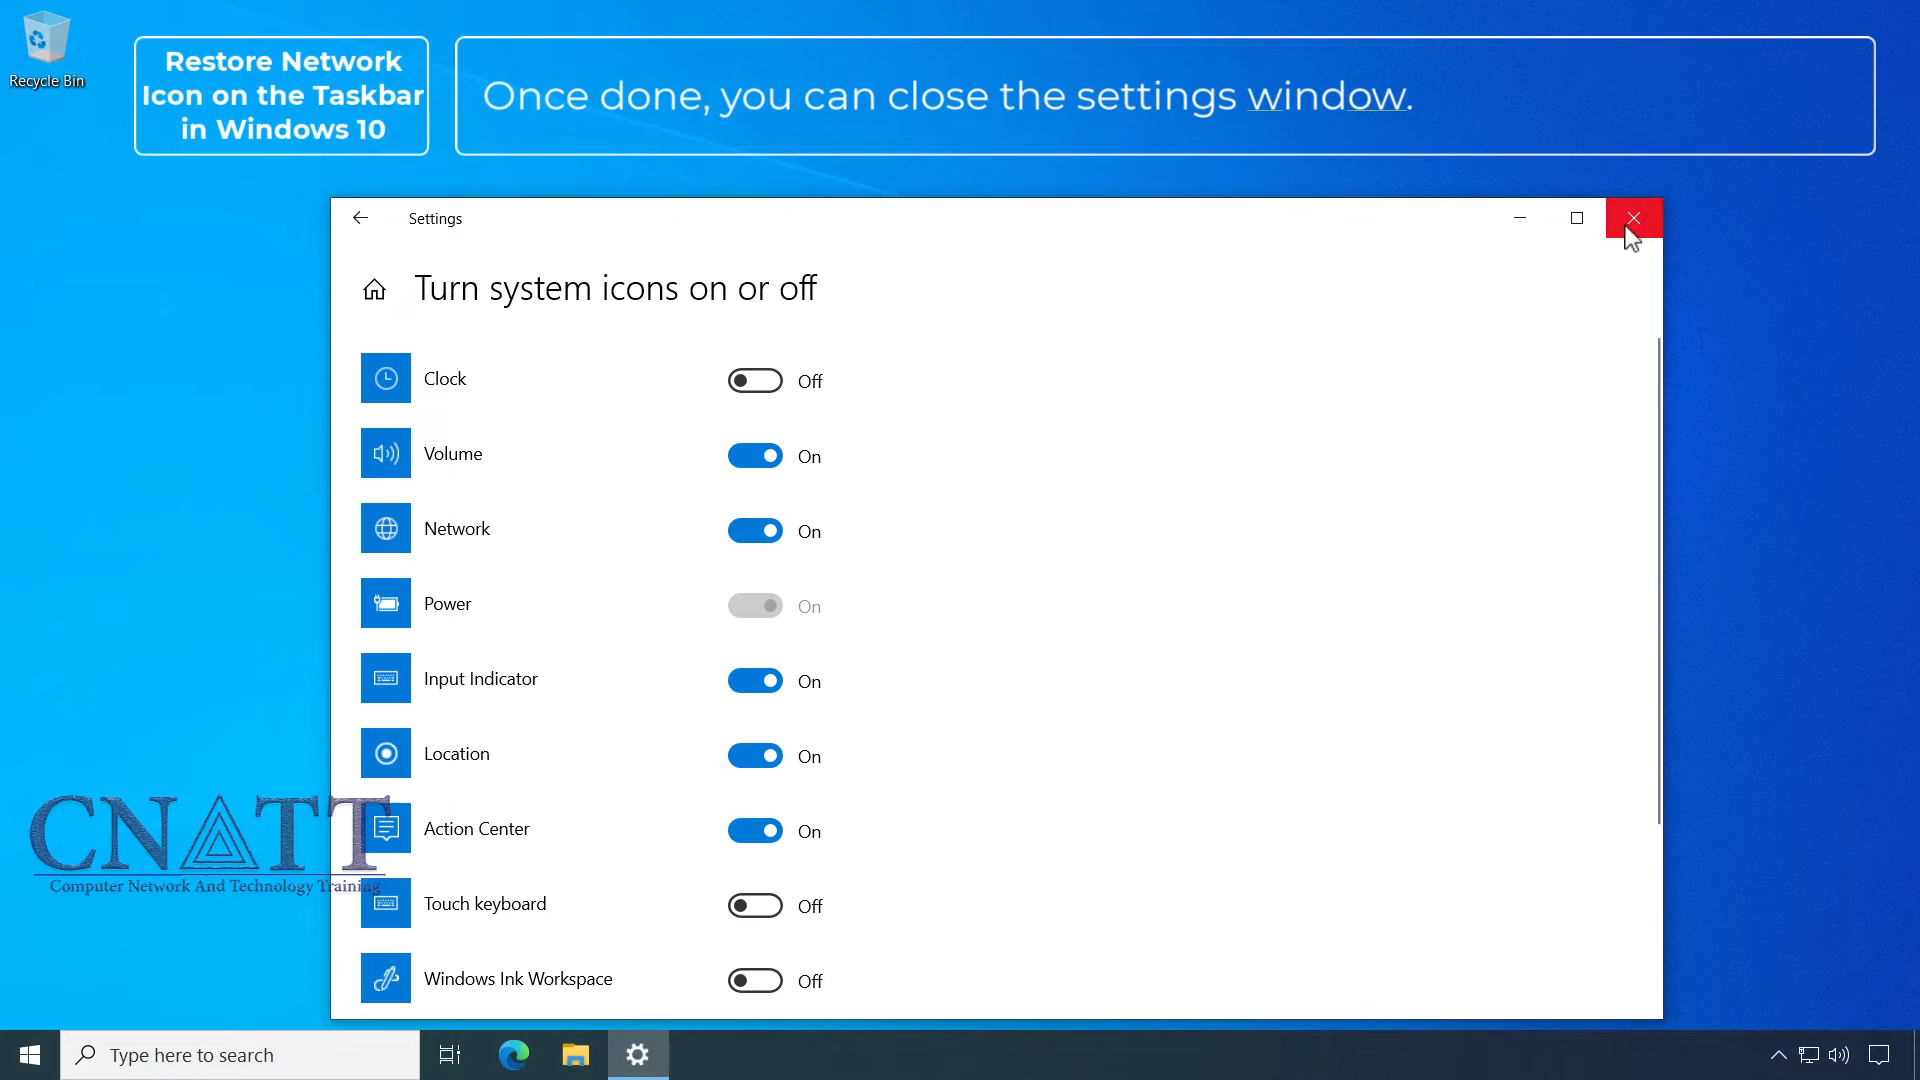 Recycle Bin
Restore Network
Icon on the Taskbar
in Windows 10
Once done, you can close the settings window.
Settings
Turn system icons on or off
Clock
Off
Volume
On
Network
On
Power
On
Input Indicator
On
Location
On
Action Center
On
Touch keyboard
Off
Windows Ink Workspace
Off
CNATT
Computer Network And Technology Training
Type here to search